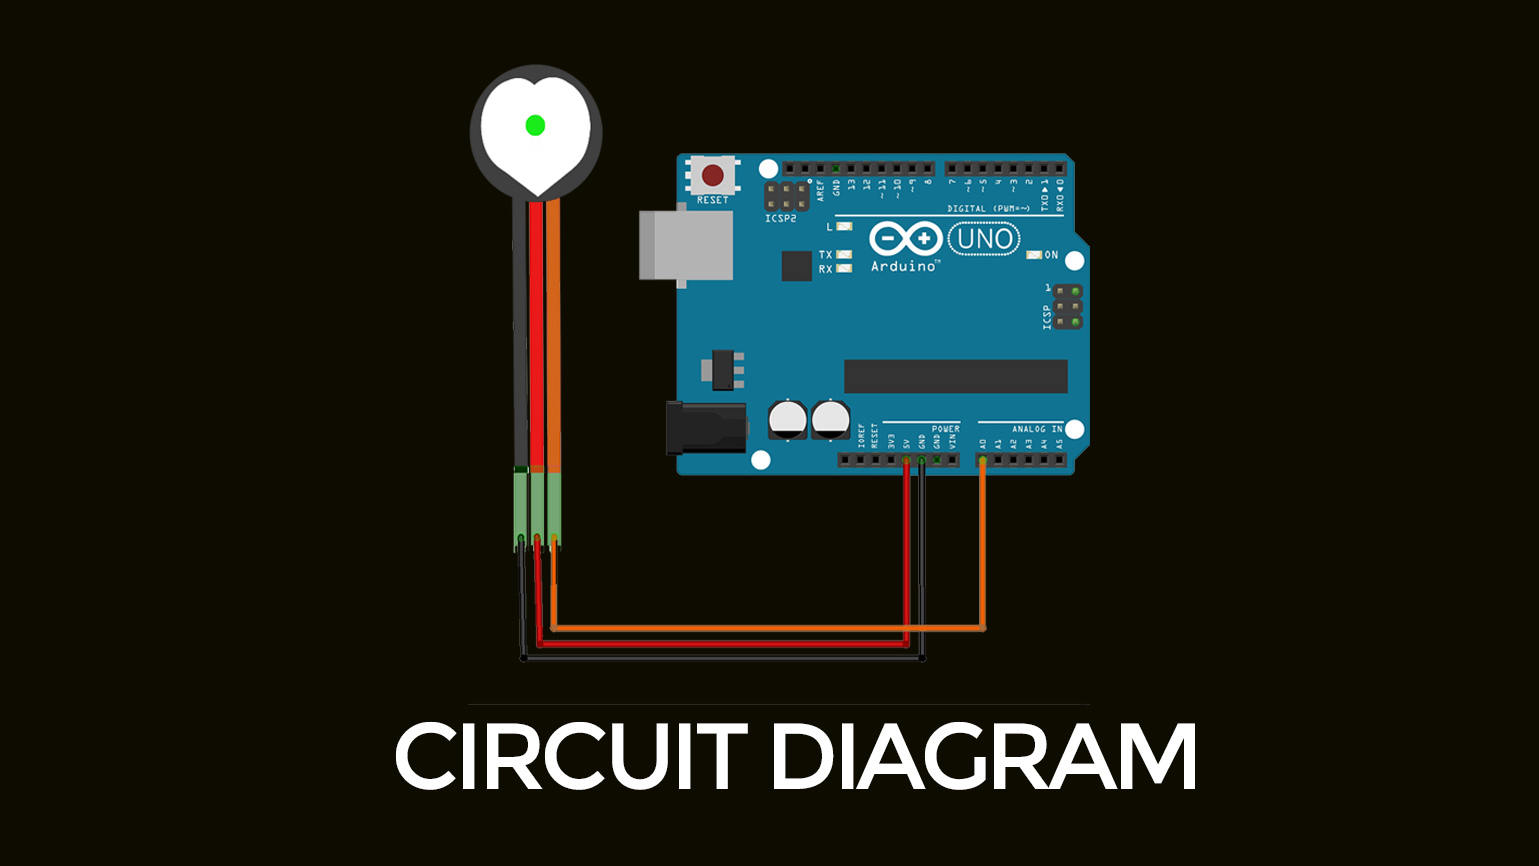 RESET
ICSP2
AREF
GND
13
12
~11
~10
~9
8
7
~6
~5
4
~3
2
TX0▶1
RX0◀0
DIGITAL (PWM=~)
L
TX
RX
UNO
Arduino™
ON
1
ICSP
IOREF
RESET
3V3
5V
GND
GND
VIN
POWER
ANALOG IN
A0
A1
A2
A3
A4
A5
CIRCUIT DIAGRAM